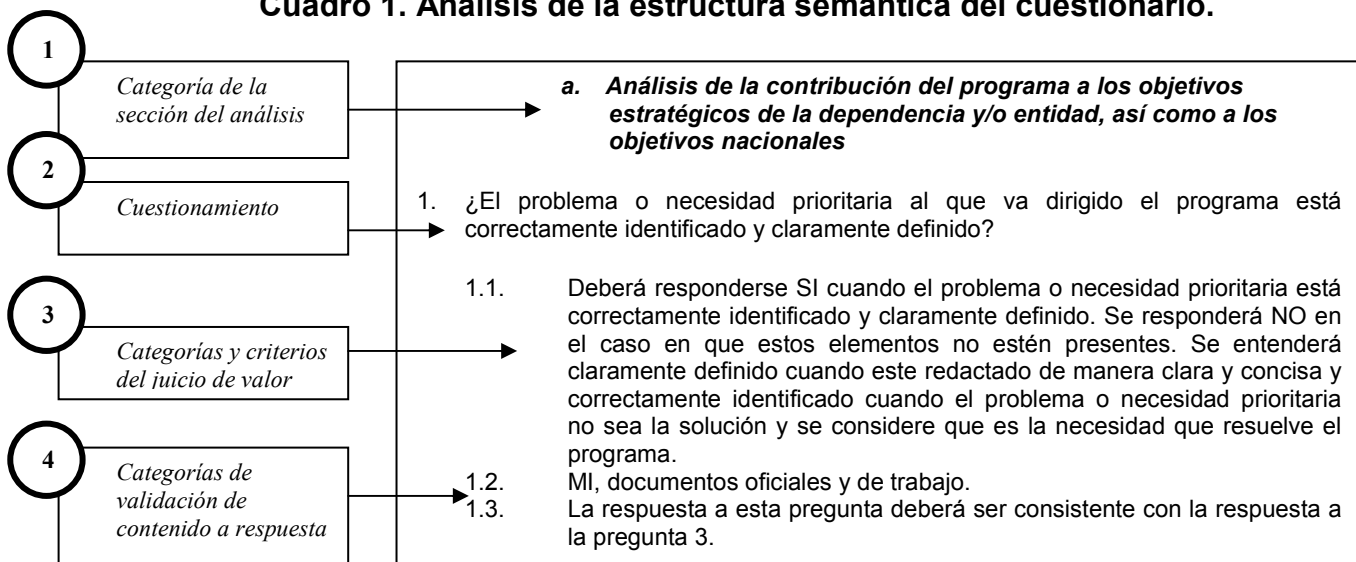 Cuadro 1. Análisis de la estructura semántica del cuestionario.
1
Categoría de la
sección del análisis
a. Análisis de la contribución del programa a los objetivos
estratégicos de la dependencia y/o entidad, así como a los
objetivos nacionales
2
Cuestionamiento
1. ¿El problema o necesidad prioritaria al que va dirigido el programa está
correctamente identificado y claramente definido?
3
Categorías y criterios
del juicio de valor
1.1. Deberá responderse SI cuando el problema o necesidad prioritaria está
correctamente identificado y claramente definido. Se responderá NO en
el caso en que estos elementos no estén presentes. Se entenderá
claramente definido cuando este redactado de manera clara y concisa y
correctamente identificado cuando el problema o necesidad prioritaria
no sea la solución y se considere que es la necesidad que resuelve el
programa.
4
Categorías de
validación de
contenido a respuesta
1.2. MI, documentos oficiales y de trabajo.
1.3. La respuesta a esta pregunta deberá ser consistente con la respuesta a
la pregunta 3.